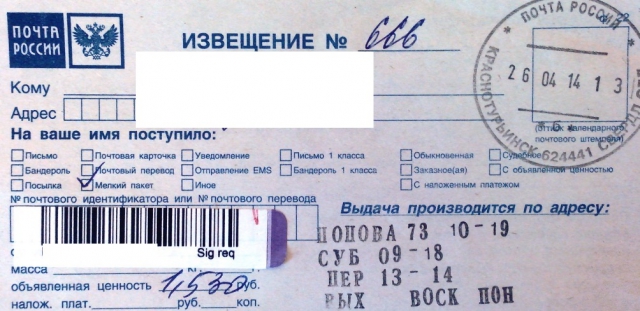 ПОЧТА РОССИИ
ИЗВЕЩЕНИЕ № 666
Кому
Адрес
На ваше имя поступило:
Письмо Почтовая карточка Уведомление Письмо 1 класса Обыкновенная Судебное
Бандероль Почтовый перевод Отправление EMS Бандероль 1 класса Заказное(ая) С объявленной ценностью
Посылка Мелкий пакет Иное С наложенным платежом
№ почтового идентификатора или № почтового перевода
Выдача производится по адресу:
Sig req
ПОПОВА 73 10-19
СУБ 09-18
ПЕР 13-14
ВЫХ ВОСК ПОН
масса
объявленная ценность руб. коп.
налож. плат. руб. коп.
ПОЧТА РОССИИ
26 04 14 13
КРАСНОТУРЬИНСК 624441
(оттиск календарного
почтового штемпеля)